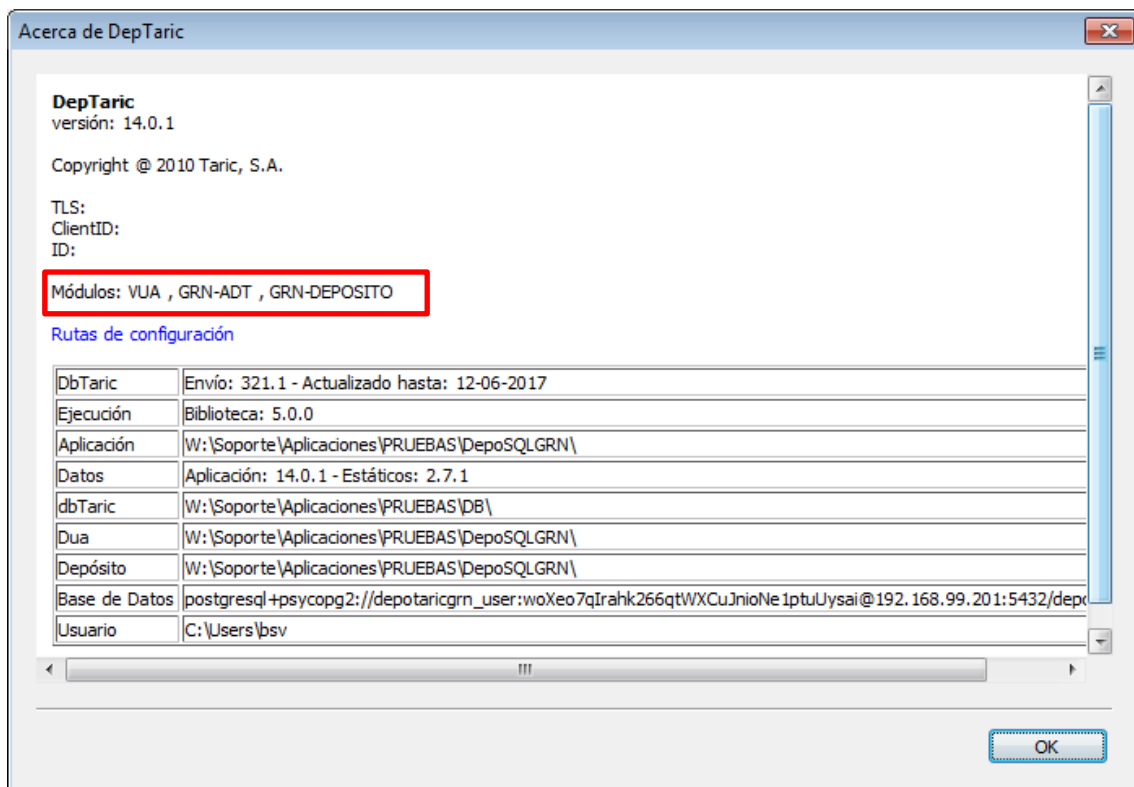 Acerca de DepTaric
DepTaric
versión: 14.0.1
Copyright @ 2010 Taric, S.A.
TLS:
ClientID:
ID:
Módulos: VUA , GRN-ADT , GRN-DEPOSITO
Rutas de configuración
DbTaric Envío: 321.1 - Actualizado hasta: 12-06-2017
Ejecución Biblioteca: 5.0.0
Aplicación W:\Soporte\Aplicaciones\PRUEBAS\DepoSQLGRN\
Datos Aplicación: 14.0.1 - Estáticos: 2.7.1
dbTaric W:\Soporte\Aplicaciones\PRUEBAS\DB\
Dua W:\Soporte\Aplicaciones\PRUEBAS\DepoSQLGRN\
Depósito W:\Soporte\Aplicaciones\PRUEBAS\DepoSQLGRN\
Base de Datos postgresql+psycopg2://depotaricgrn_user:woXeo7qIrahk266qtWXCuJnioNe1ptuUysai@192.168.99.201:5432/depo
Usuario C:\Users\bsv
OK